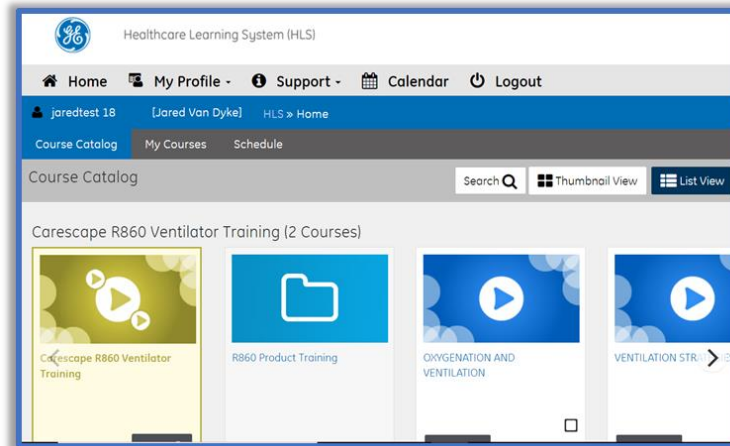 Healthcare Learning System (HLS)
Home My Profile - Support - Calendar Logout
jaredtest 18 [Jared Van Dyke] HLS » Home
Course Catalog My Courses Schedule
Course Catalog Search Thumbnail View List View
Carescape R860 Ventilator Training (2 Courses)
Carescape R860 Ventilator
Training
R860 Product Training
OXYGENATION AND
VENTILATION
VENTILATION